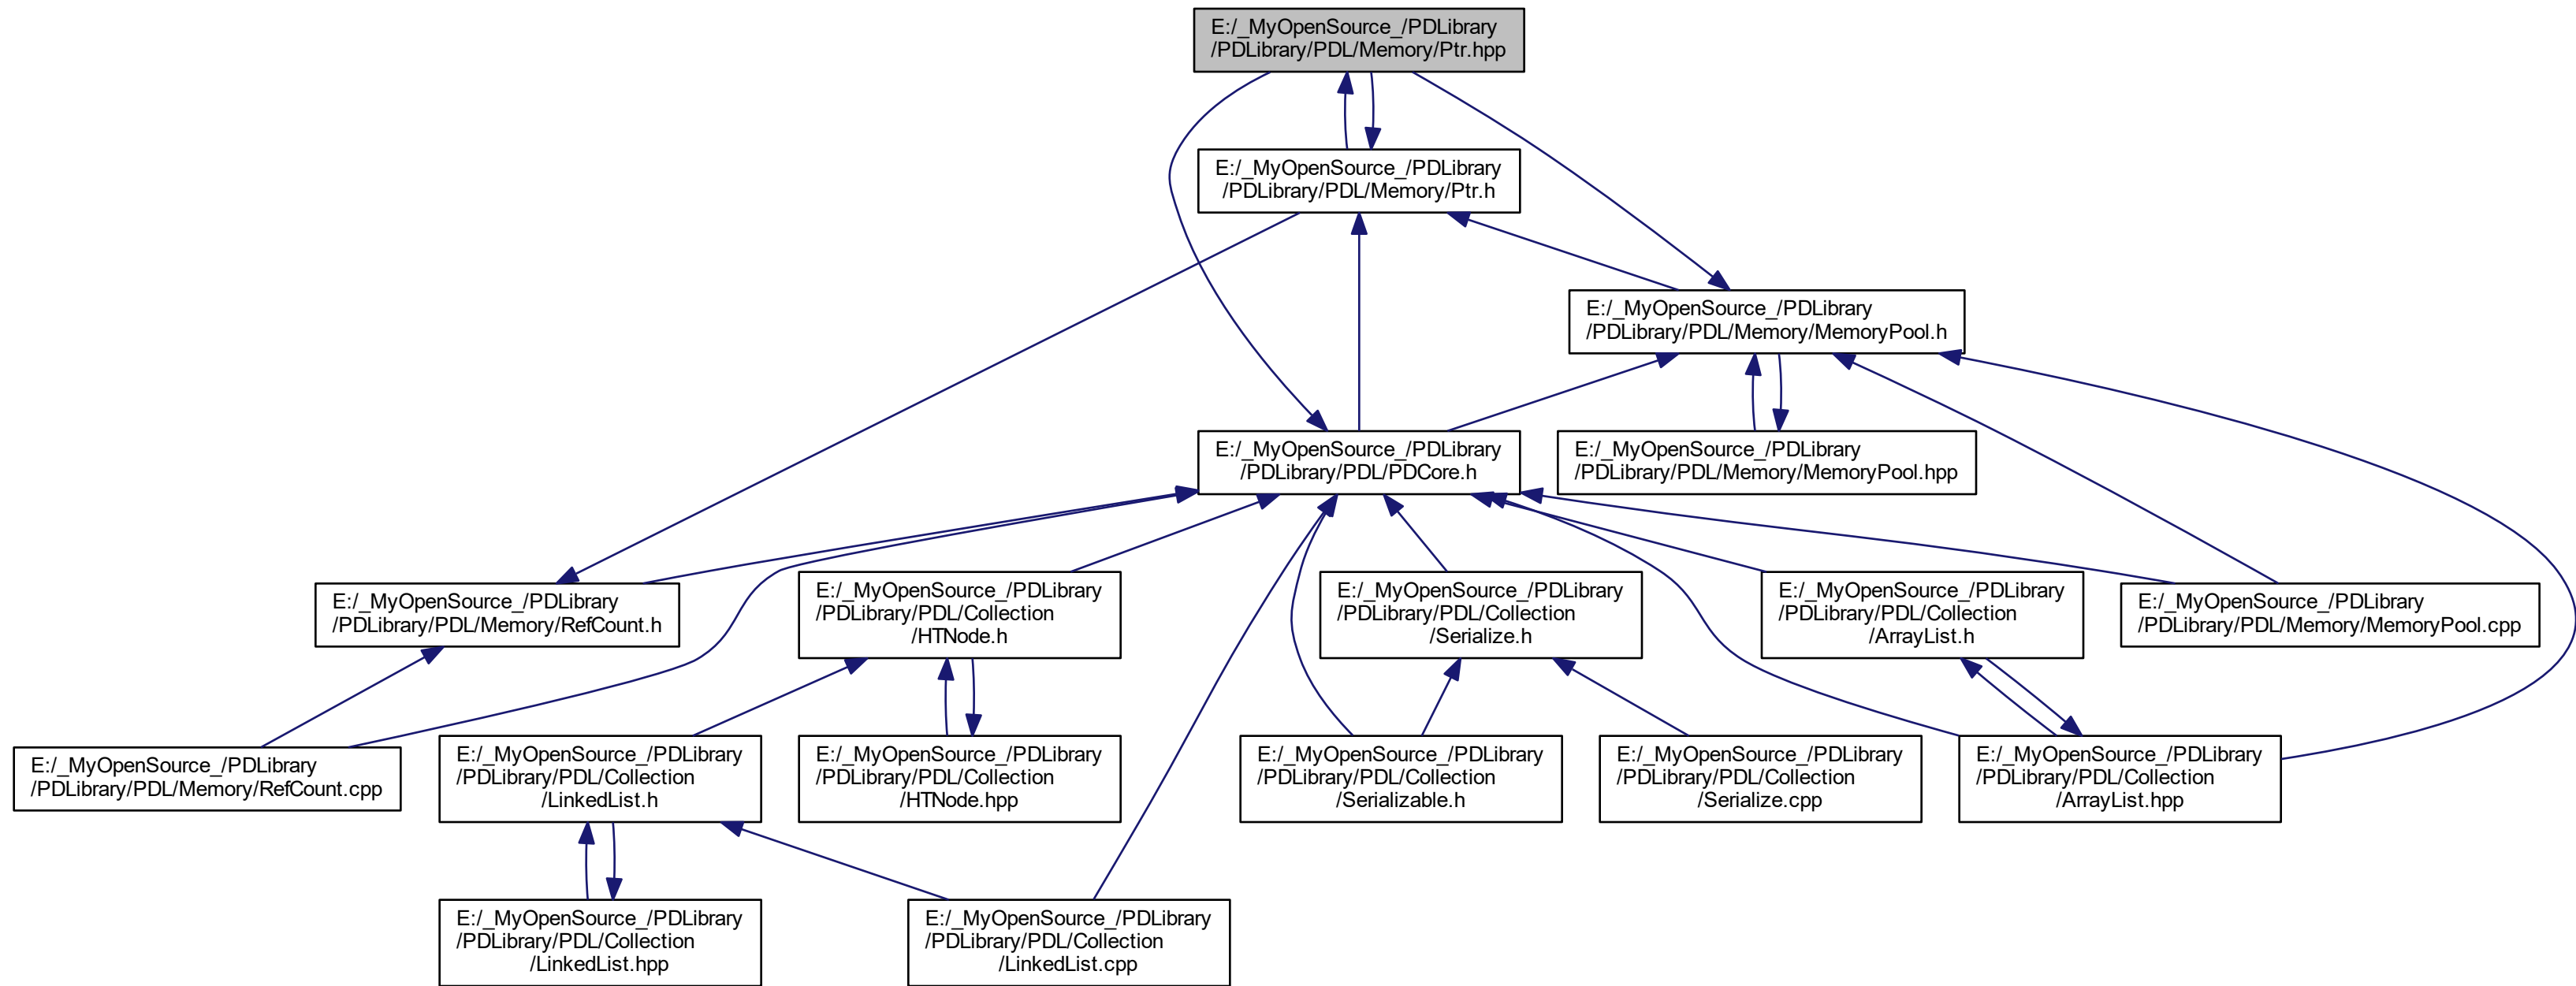 E:/_MyOpenSource_/PDLibrary
/PDLibrary/PDL/Memory/Ptr.hpp
E:/_MyOpenSource_/PDLibrary
/PDLibrary/PDL/Memory/Ptr.h
E:/_MyOpenSource_/PDLibrary
/PDLibrary/PDL/Memory/MemoryPool.h
E:/_MyOpenSource_/PDLibrary
/PDLibrary/PDL/PDCore.h
E:/_MyOpenSource_/PDLibrary
/PDLibrary/PDL/Memory/MemoryPool.hpp
E:/_MyOpenSource_/PDLibrary
/PDLibrary/PDL/Memory/RefCount.h
E:/_MyOpenSource_/PDLibrary
/PDLibrary/PDL/Collection
/HTNode.h
E:/_MyOpenSource_/PDLibrary
/PDLibrary/PDL/Collection
/Serialize.h
E:/_MyOpenSource_/PDLibrary
/PDLibrary/PDL/Collection
/ArrayList.h
E:/_MyOpenSource_/PDLibrary
/PDLibrary/PDL/Memory/MemoryPool.cpp
E:/_MyOpenSource_/PDLibrary
/PDLibrary/PDL/Memory/RefCount.cpp
E:/_MyOpenSource_/PDLibrary
/PDLibrary/PDL/Collection
/LinkedList.h
E:/_MyOpenSource_/PDLibrary
/PDLibrary/PDL/Collection
/HTNode.hpp
E:/_MyOpenSource_/PDLibrary
/PDLibrary/PDL/Collection
/Serializable.h
E:/_MyOpenSource_/PDLibrary
/PDLibrary/PDL/Collection
/Serialize.cpp
E:/_MyOpenSource_/PDLibrary
/PDLibrary/PDL/Collection
/ArrayList.hpp
E:/_MyOpenSource_/PDLibrary
/PDLibrary/PDL/Collection
/LinkedList.hpp
E:/_MyOpenSource_/PDLibrary
/PDLibrary/PDL/Collection
/LinkedList.cpp